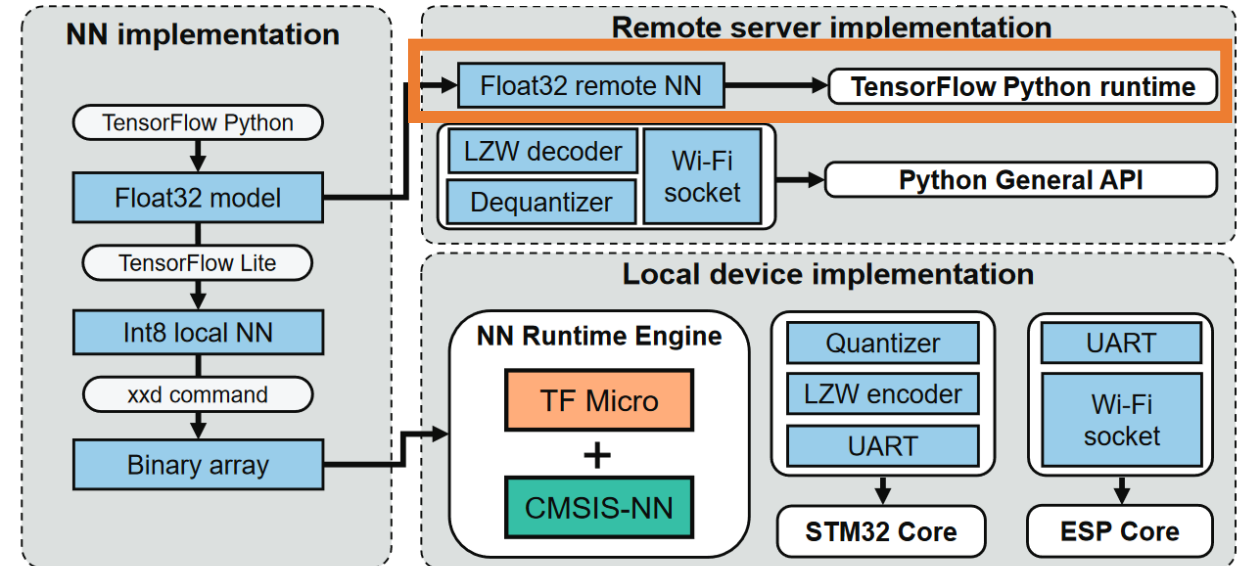 NN implementation
TensorFlow Python
Float32 model
TensorFlow Lite
Int8 local NN
xxd command
Binary array
Remote server implementation
Float32 remote NN
TensorFlow Python runtime
LZW decoder
Dequantizer
Wi-Fi
socket
Python General API
Local device implementation
NN Runtime Engine
TF Micro
+
CMSIS-NN
Quantizer
LZW encoder
UART
STM32 Core
UART
Wi-Fi
socket
ESP Core